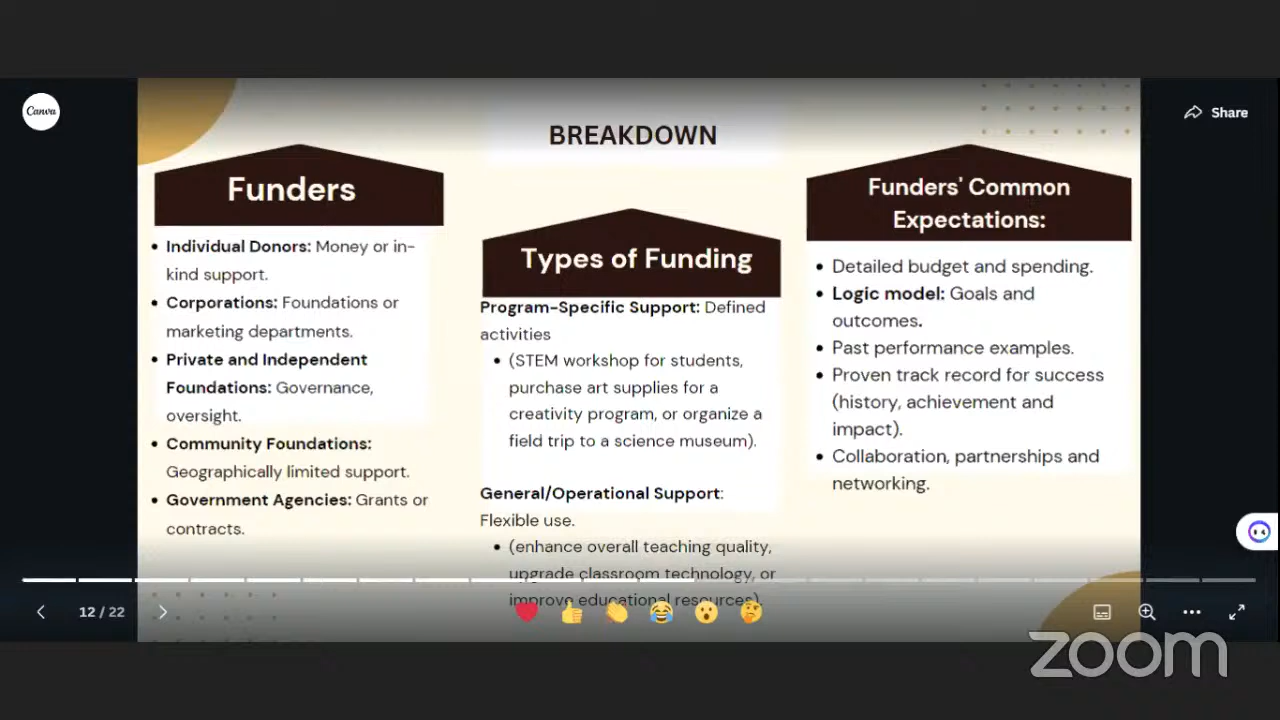 Canva
Share
BREAKDOWN
Funders
• Individual Donors: Money or in-
kind support.
• Corporations: Foundations or
marketing departments.
• Private and Independent
Foundations: Governance,
oversight.
• Community Foundations:
Geographically limited support.
• Government Agencies: Grants or
contracts.
Types of Funding
Program-Specific Support: Defined
activities
• (STEM workshop for students,
purchase art supplies for a
creativity program, or organize a
field trip to a science museum).
General/Operational Support:
Flexible use.
• (enhance overall teaching quality,
upgrade classroom technology, or
improve educational resources).
Funders' Common
Expectations:
• Detailed budget and spending.
• Logic model: Goals and
outcomes.
• Past performance examples.
• Proven track record for success
(history, achievement and
impact).
• Collaboration, partnerships and
networking.
12 / 22
zoom